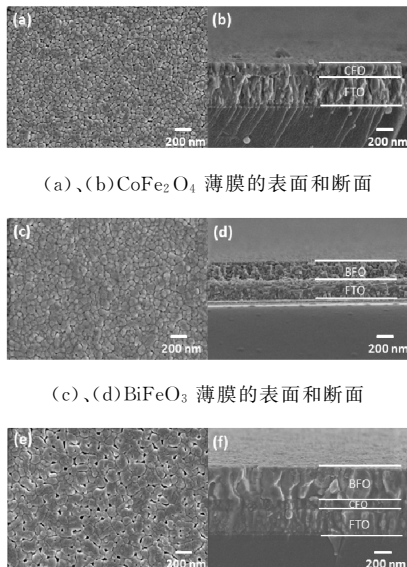 (a)
(b)
CFO
FTO
200 nm
200 nm
(a)、(b)CoFe₂O₄ 薄膜的表面和断面
(c)
(d)
BFO
FTO
200 nm
200 nm
(c)、(d)BiFeO₃ 薄膜的表面和断面
(e)
(f)
BFO
CFO
FTO
200 nm
200 nm